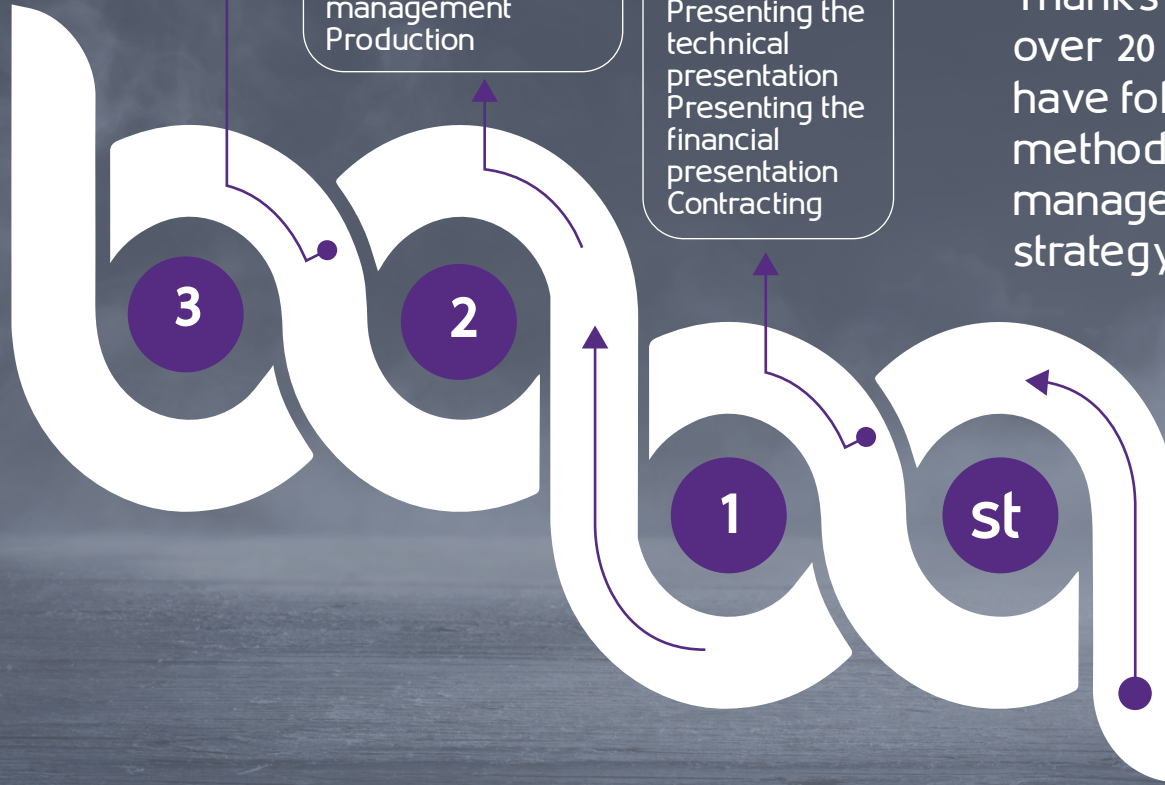 management
Production
Presenting the
technical
presentation
Presenting the
financial
presentation
Contracting
over 20
have
method
manage
strategy
3
2
1
st